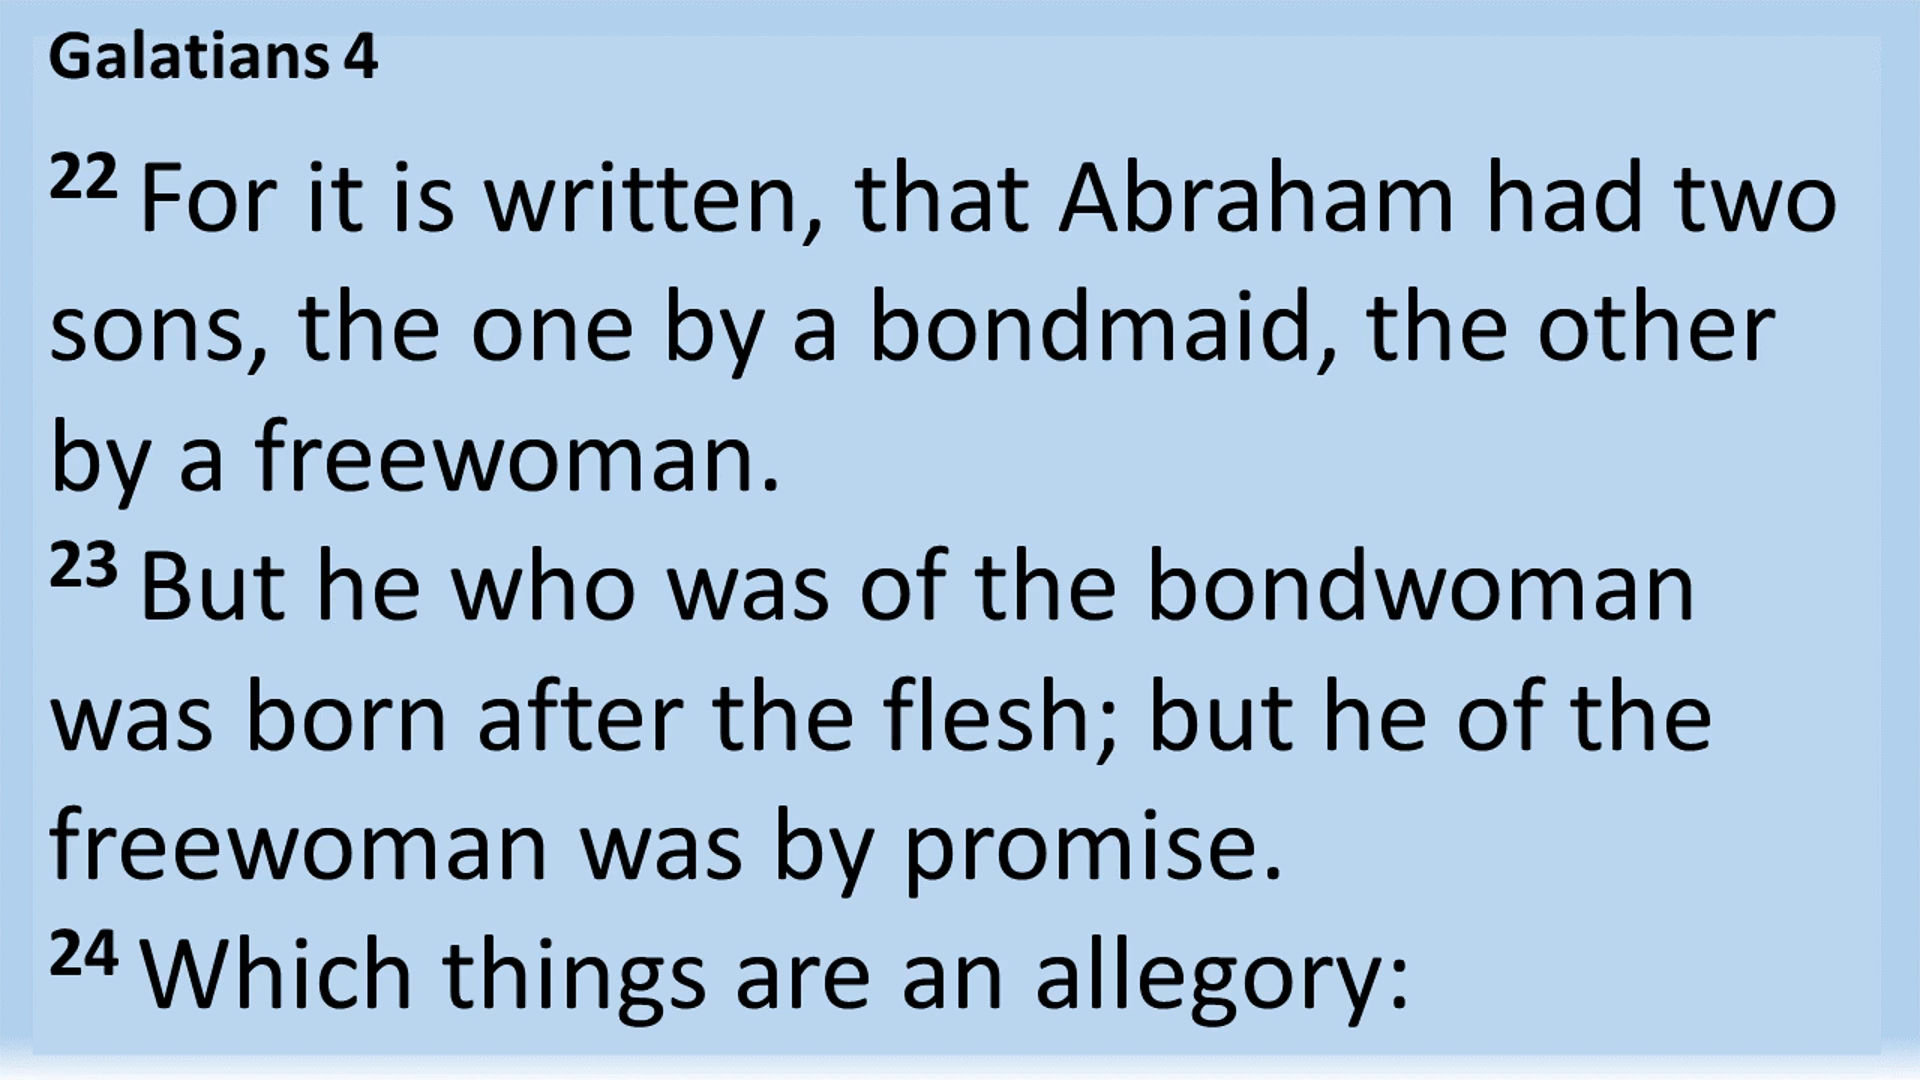 Galatians 4
22 For it is written, that Abraham had two
sons, the one by a bondmaid, the other
by a freewoman.
23 But he who was of the bondwoman
was born after the flesh; but he of the
freewoman was by promise.
24 Which things are an allegory: